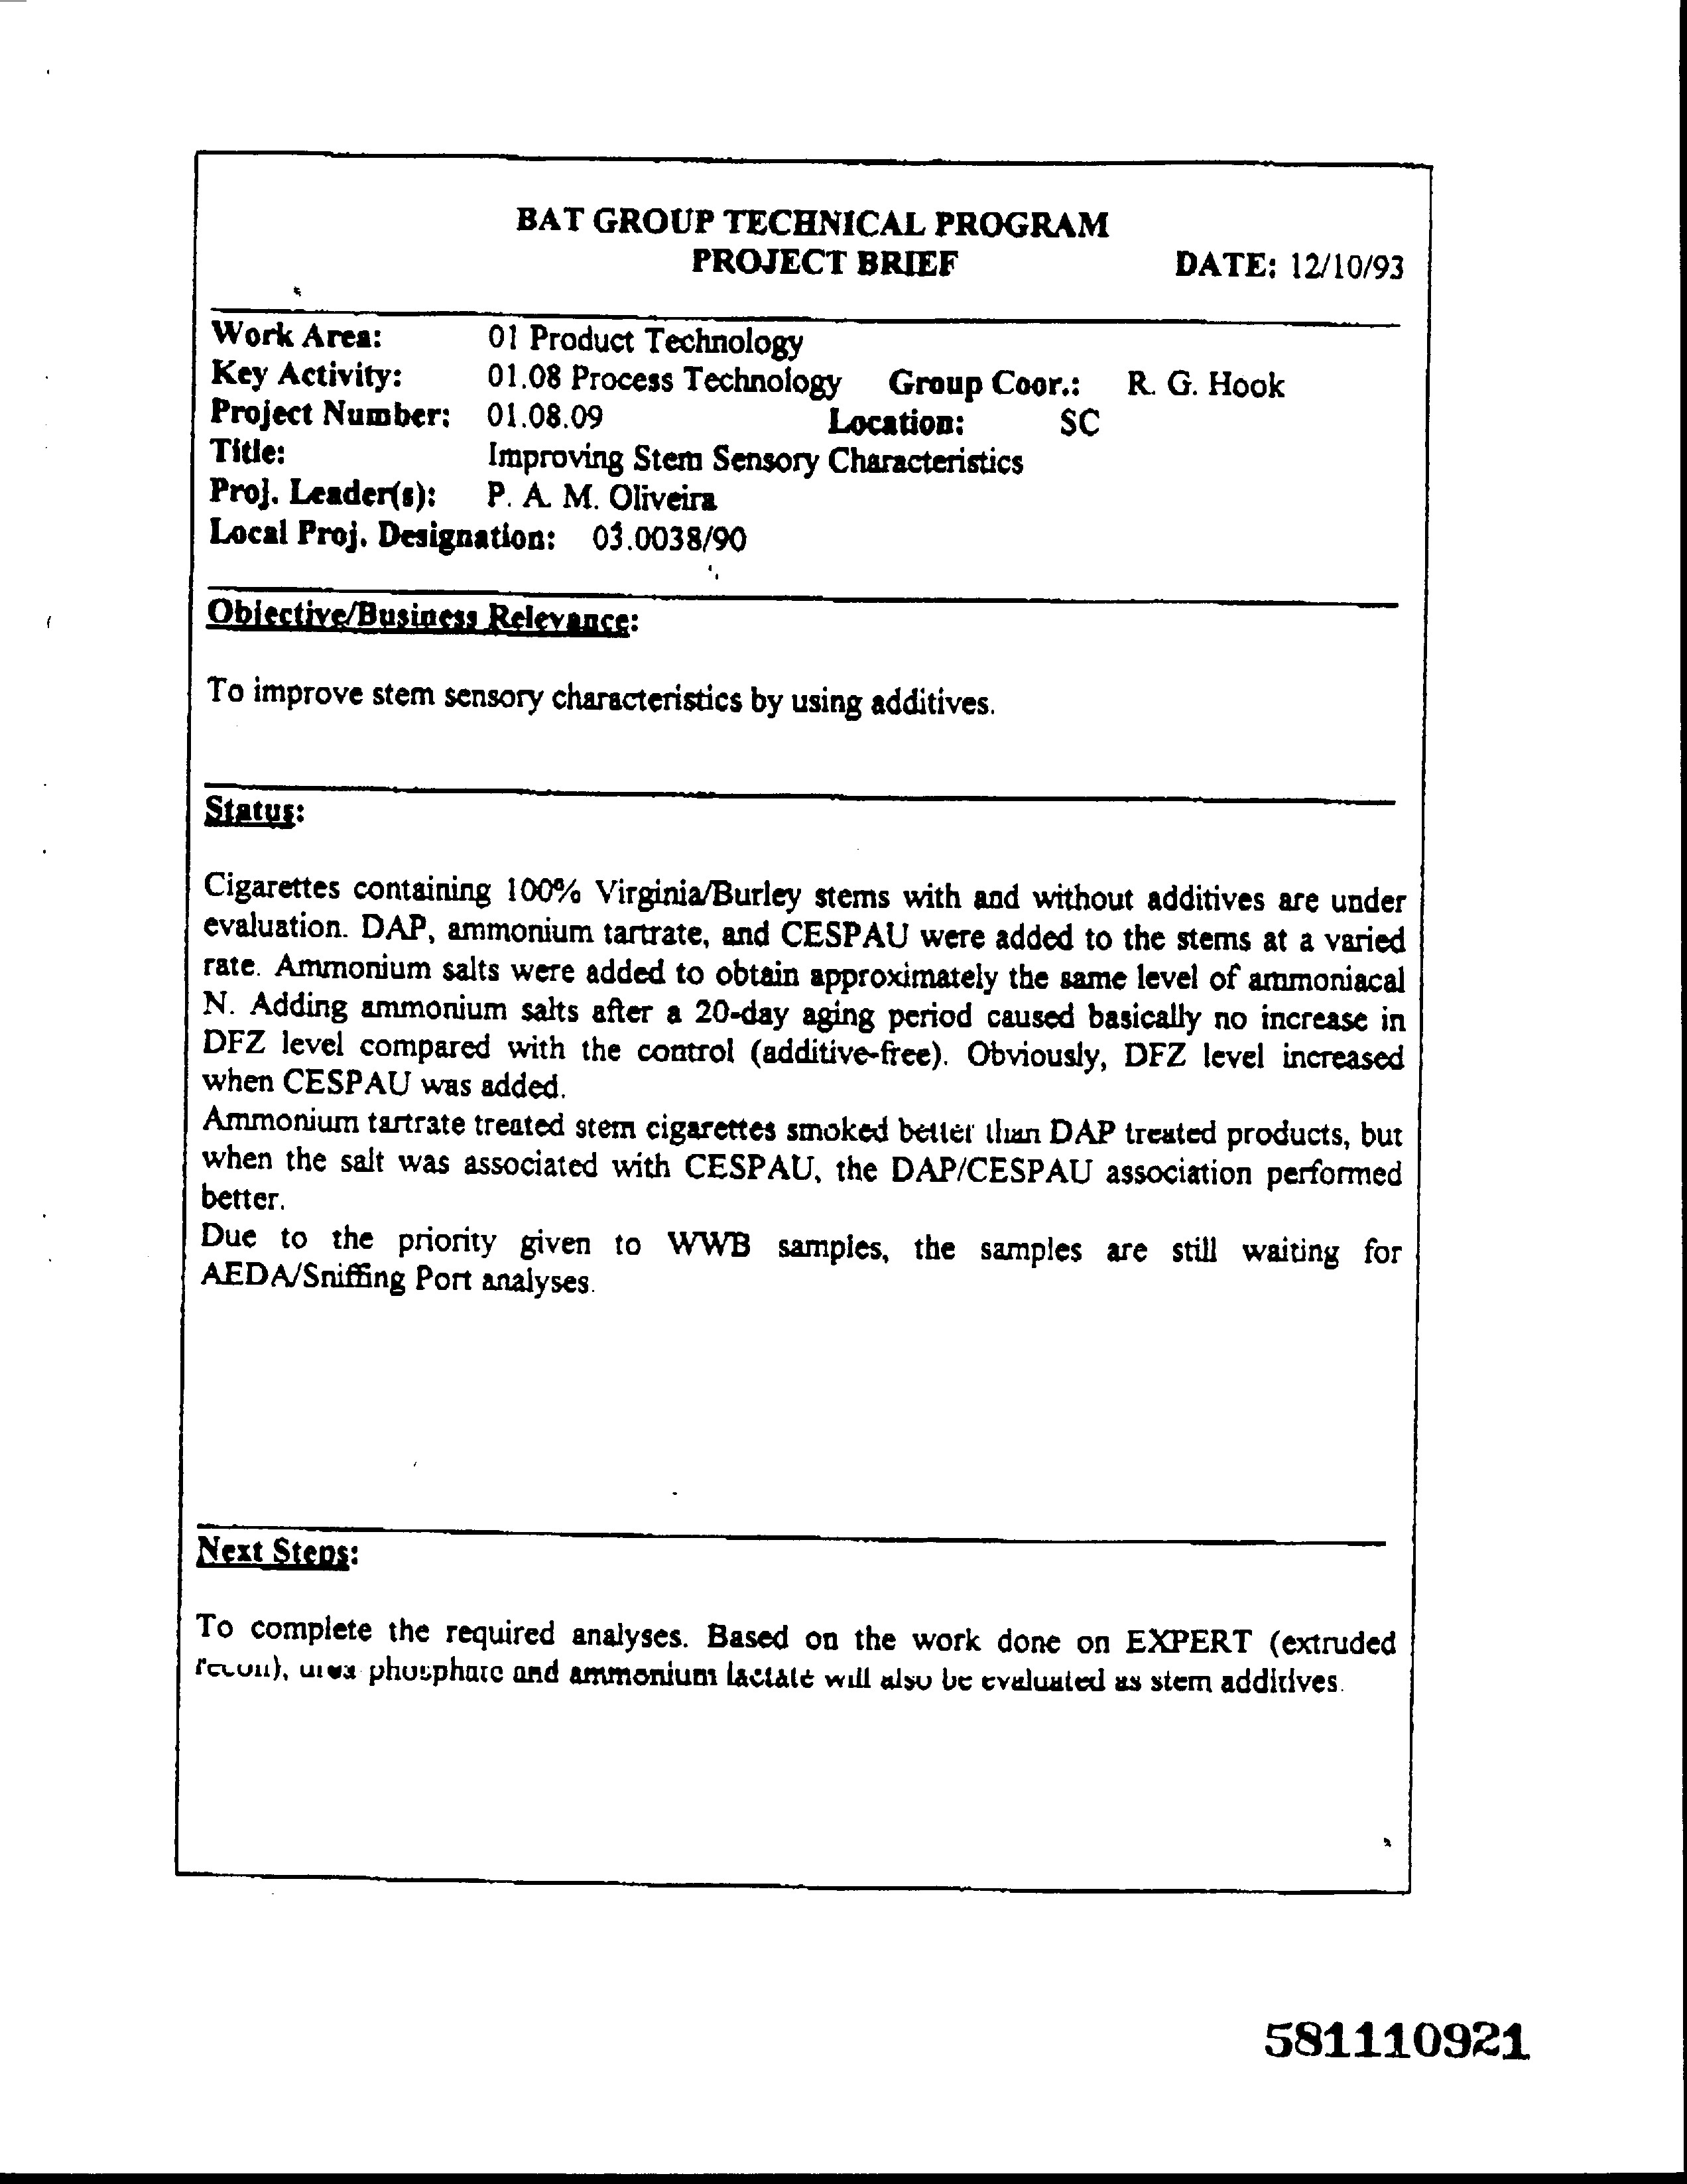 BAT GROUP TECHNICAL PROGRAM
PROJECT BRIEF DATE: 12/10/93
Work Area: 01 Product Technology
Key Activity: 01.08 Process Technology Group Coor.: R. G. Hook
Project Number: 01.08.09 Location: SC
Title: Improving Stem Sensory Characteristics
Proj. Leader(s): P. A. M. Oliveira
Local Proj. Designation: 03.0038/90
Objective/Business Relevance:
To improve stem sensory characteristics by using additives.
Status:
Cigarettes containing 100% Virginia/Burley stems with and without additives are under
evaluation. DAP, ammonium tartrate, and CESPAU were added to the stems at a varied
rate. Ammonium salts were added to obtain approximately the same level of ammoniacal
N. Adding ammonium salts after a 20-day aging period caused basically no increase in
DFZ level compared with the control (additive-free). Obviously, DFZ level increased
when CESPAU was added.
Ammonium tartrate treated stem cigarettes smoked better than DAP treated products, but
when the salt was associated with CESPAU, the DAP/CESPAU association performed
better.
Due to the priority given to WWB samples, the samples are still waiting for
AEDA/Sniffing Port analyses.
Next Steps:
To complete the required analyses. Based on the work done on EXPERT (extruded
recon), urea phosphate and ammonium lactate will also be evaluated as stem additives.
581110921